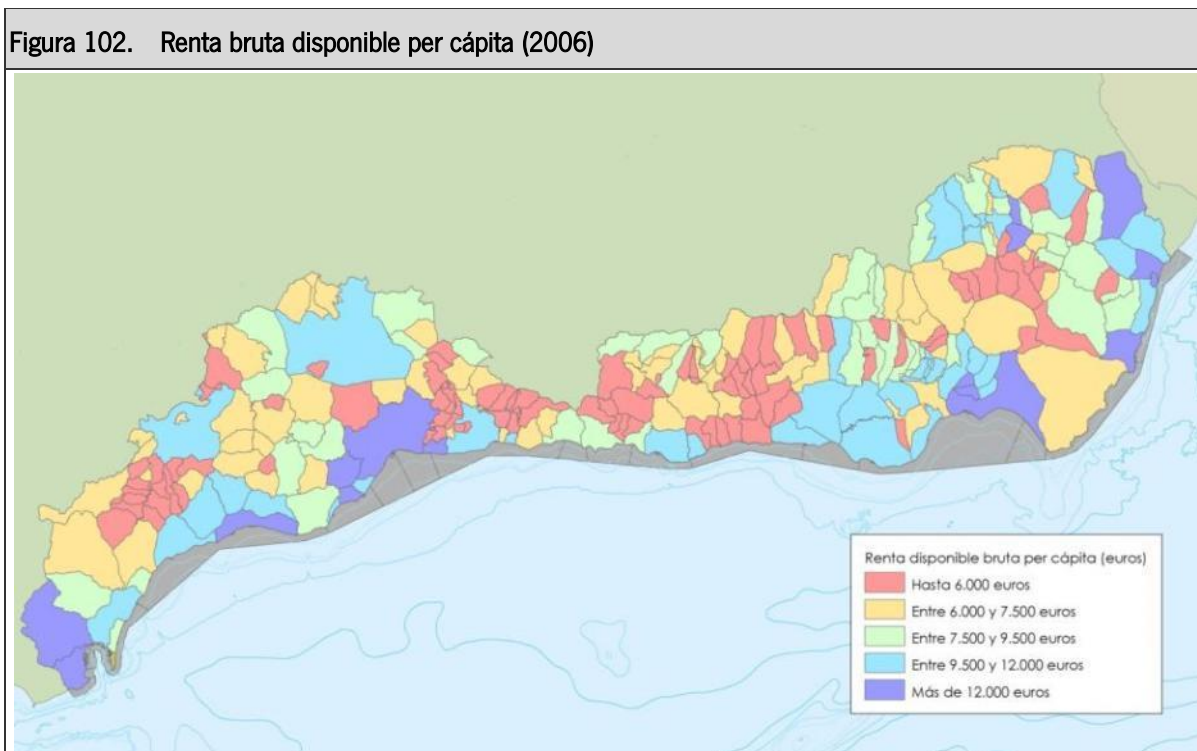 Figura 102. Renta bruta disponible per cápita (2006)
Renta disponible bruta per cápita (euros)
Hasta 6.000 euros
Entre 6.000 y 7.500 euros
Entre 7.500 y 9.500 euros
Entre 9.500 y 12.000 euros
Más de 12.000 euros